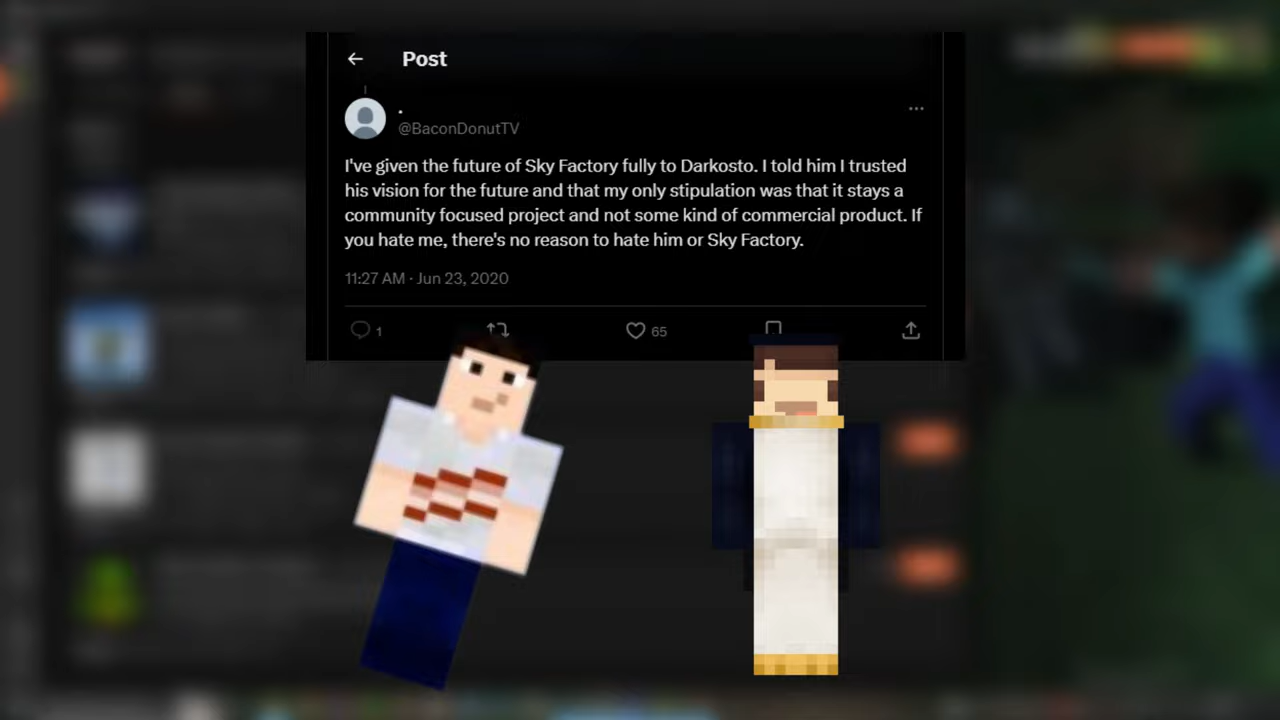 Post
.
@BaconDonutTV
I've given the future of Sky Factory fully to Darkosto. I told him I trusted
his vision for the future and that my only stipulation was that it stays a
community focused project and not some kind of commercial product. If
you hate me, there's no reason to hate him or Sky Factory.
11:27 AM · Jun 23, 2020
1
65